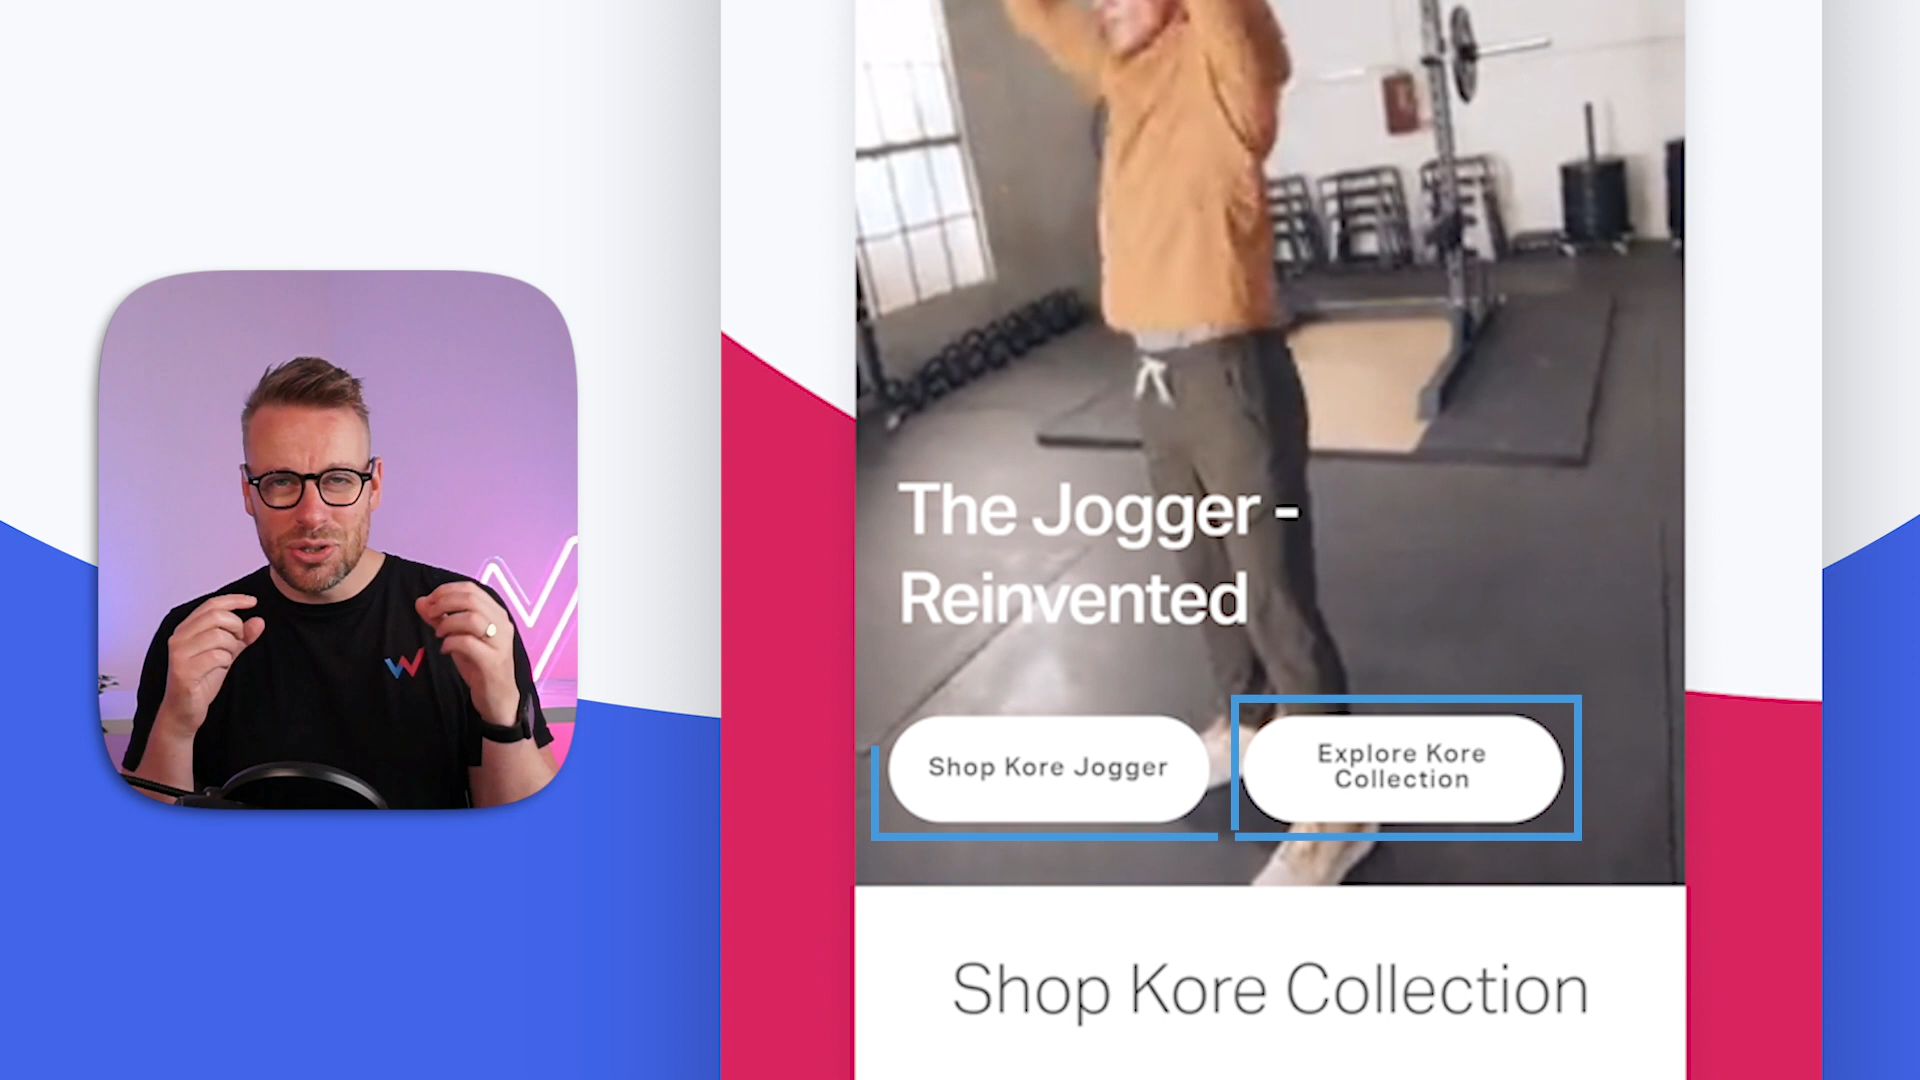 The Jogger -
Reinvented
Shop Kore Jogger
Explore Kore
Collection
Shop Kore Collection